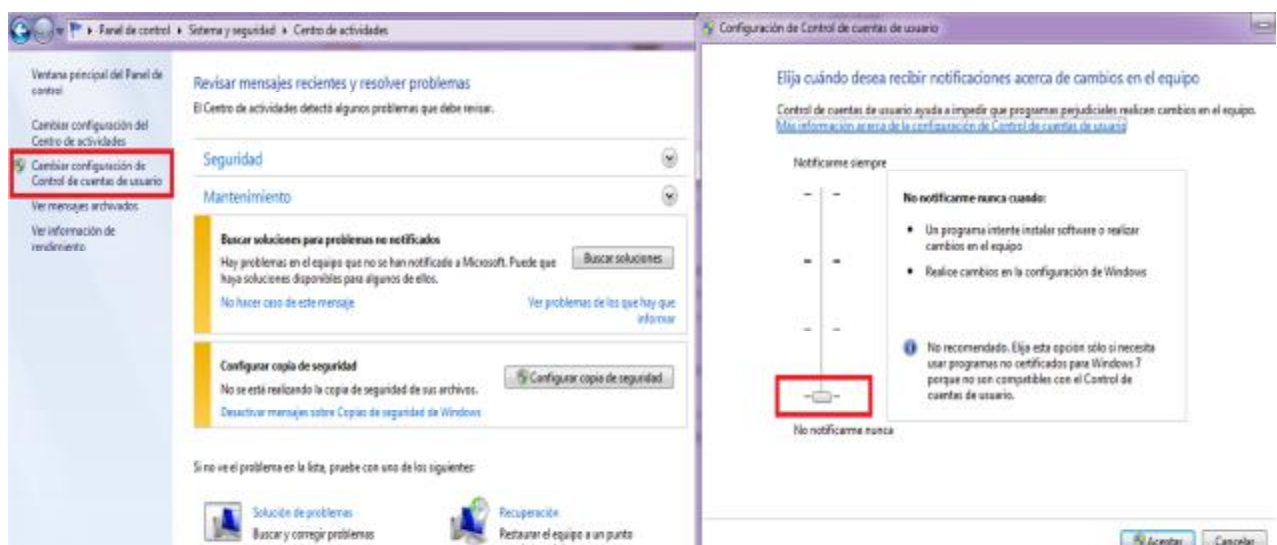 Panel de control ▸ Sistema y seguridad ▸ Centro de actividades
Ventana principal del Panel de
control
Cambiar configuración del
Centro de actividades
Cambiar configuración de
Control de cuentas de usuario
Ver mensajes archivados
Ver información de
rendimiento
Revisar mensajes recientes y resolver problemas
El Centro de actividades detectó algunos problemas que debe revisar.
Seguridad
Mantenimiento
Buscar soluciones para problemas no notificados
Hay problemas en el equipo que no se han notificado a Microsoft. Puede que
haya soluciones disponibles para algunos de ellos.
Buscar soluciones
No hacer caso de este mensaje
Ver problemas de los que hay que
informar
Configurar copia de seguridad
No se está realizando la copia de seguridad de sus archivos.
Configurar copia de seguridad
Desactivar mensajes sobre Copias de seguridad de Windows
Si no ve el problema en la lista, pruebe con uno de los siguientes:
Solución de problemas
Buscar y corregir problemas
Recuperación
Restaurar el equipo a un punto
Configuración de Control de cuentas de usuario
Elija cuándo desea recibir notificaciones acerca de cambios en el equipo
Control de cuentas de usuario ayuda a impedir que programas perjudiciales realicen cambios en el equipo.
Más información acerca de la configuración de Control de cuentas de usuario
Notificarme siempre
No notificarme nunca cuando:
• Un programa intente instalar software o realizar
cambios en el equipo
• Realice cambios en la configuración de Windows
No recomendado. Elija esta opción sólo si necesita
usar programas no certificados para Windows 7
porque no son compatibles con el Control de
cuentas de usuario.
No notificarme nunca
Aceptar
Cancelar